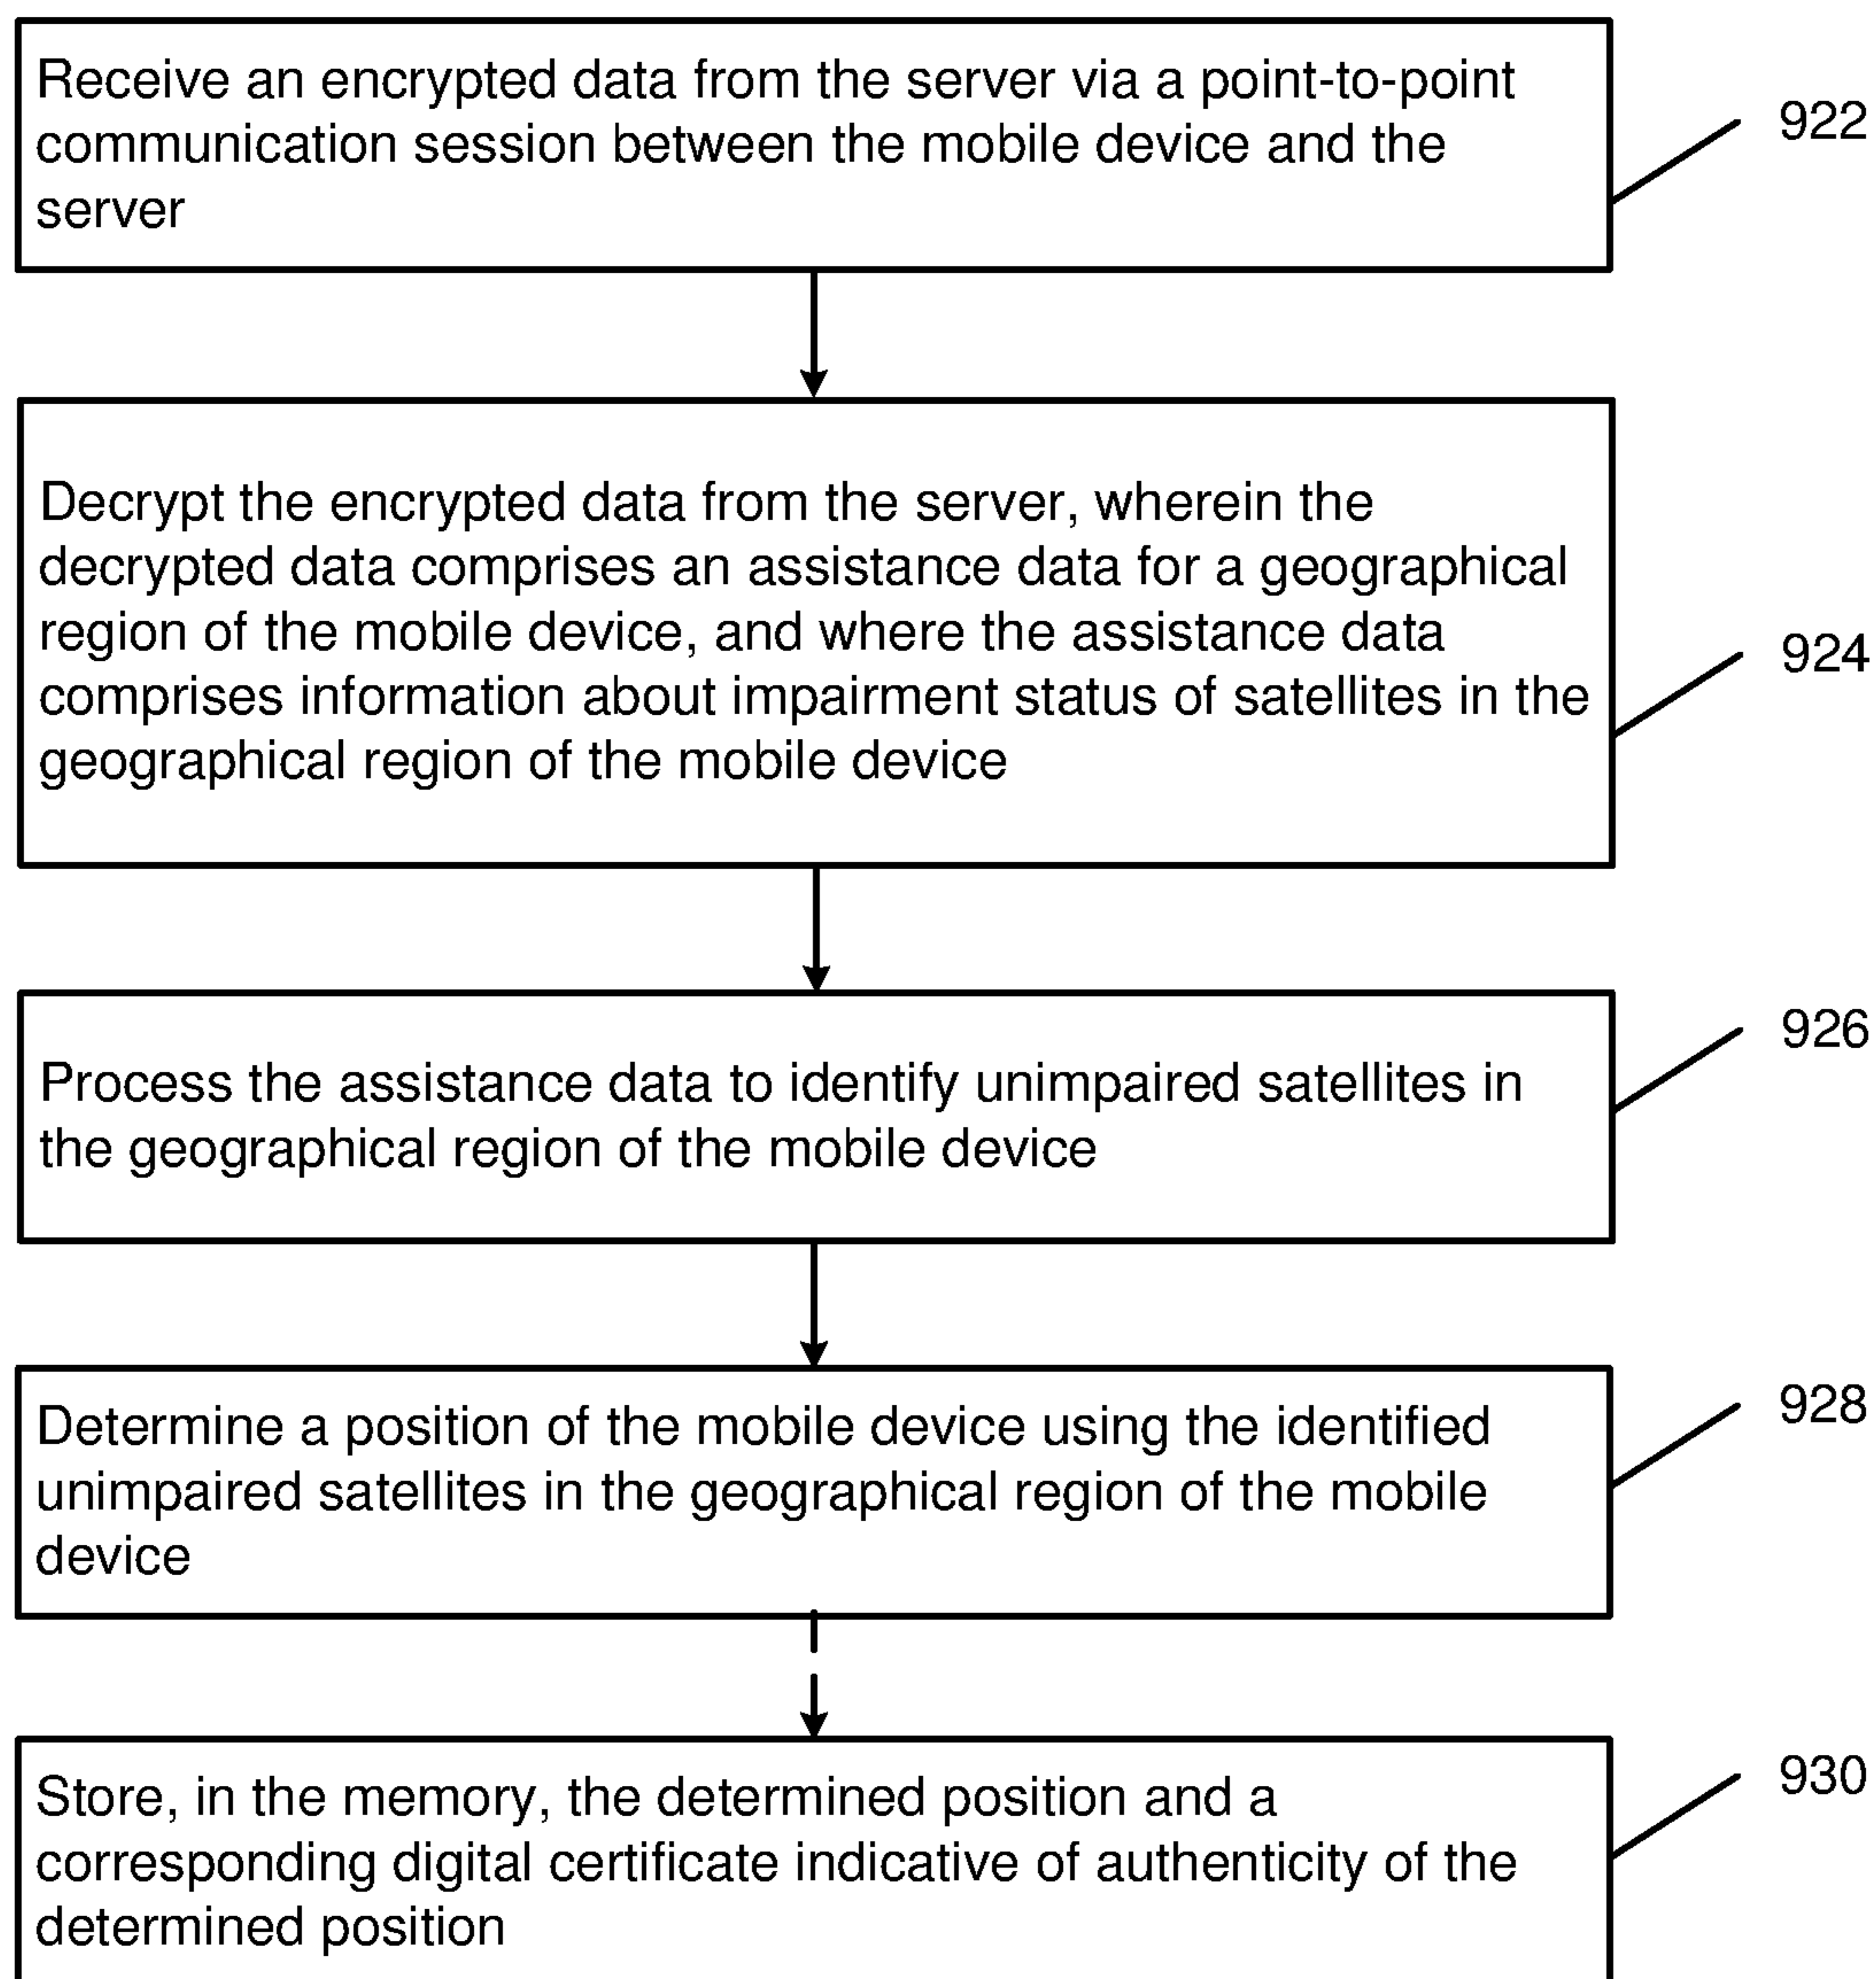 Receive an encrypted data from the server via a point-to-point
communication session between the mobile device and the
server
922
Decrypt the encrypted data from the server, wherein the
decrypted data comprises an assistance data for a geographical
region of the mobile device, and where the assistance data
comprises information about impairment status of satellites in the
geographical region of the mobile device
924
Process the assistance data to identify unimpaired satellites in
the geographical region of the mobile device
926
Determine a position of the mobile device using the identified
unimpaired satellites in the geographical region of the mobile
device
928
Store, in the memory, the determined position and a
corresponding digital certificate indicative of authenticity of the
determined position
930